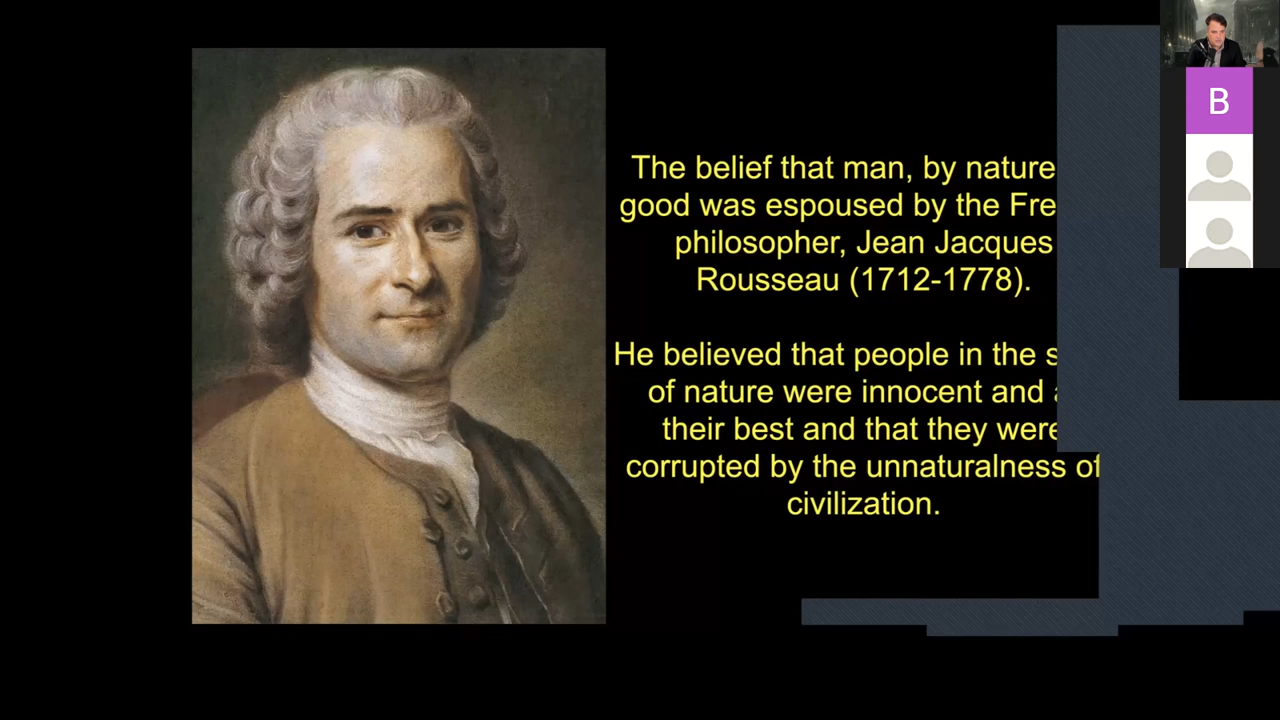 The belief that man, by nature
good was espoused by the Fre
philosopher, Jean Jacques
Rousseau (1712-1778).
He believed that people in the s
of nature were innocent and
their best and that they were
corrupted by the unnaturalness of
civilization.
B